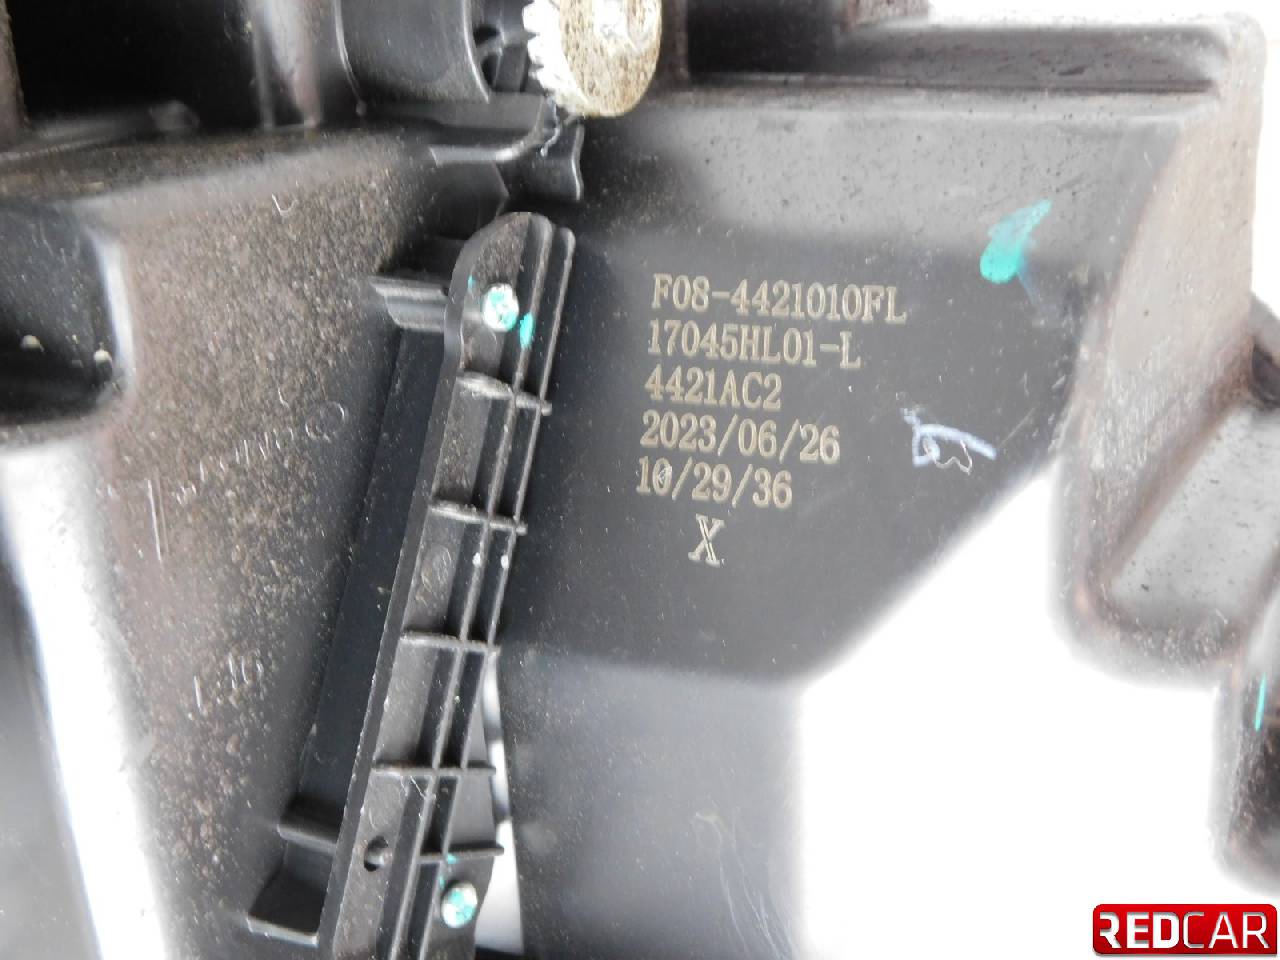 F08-4421010FL
17045HL01-L
4421AC2
2023/06/26
10/29/36
X
REDCAR